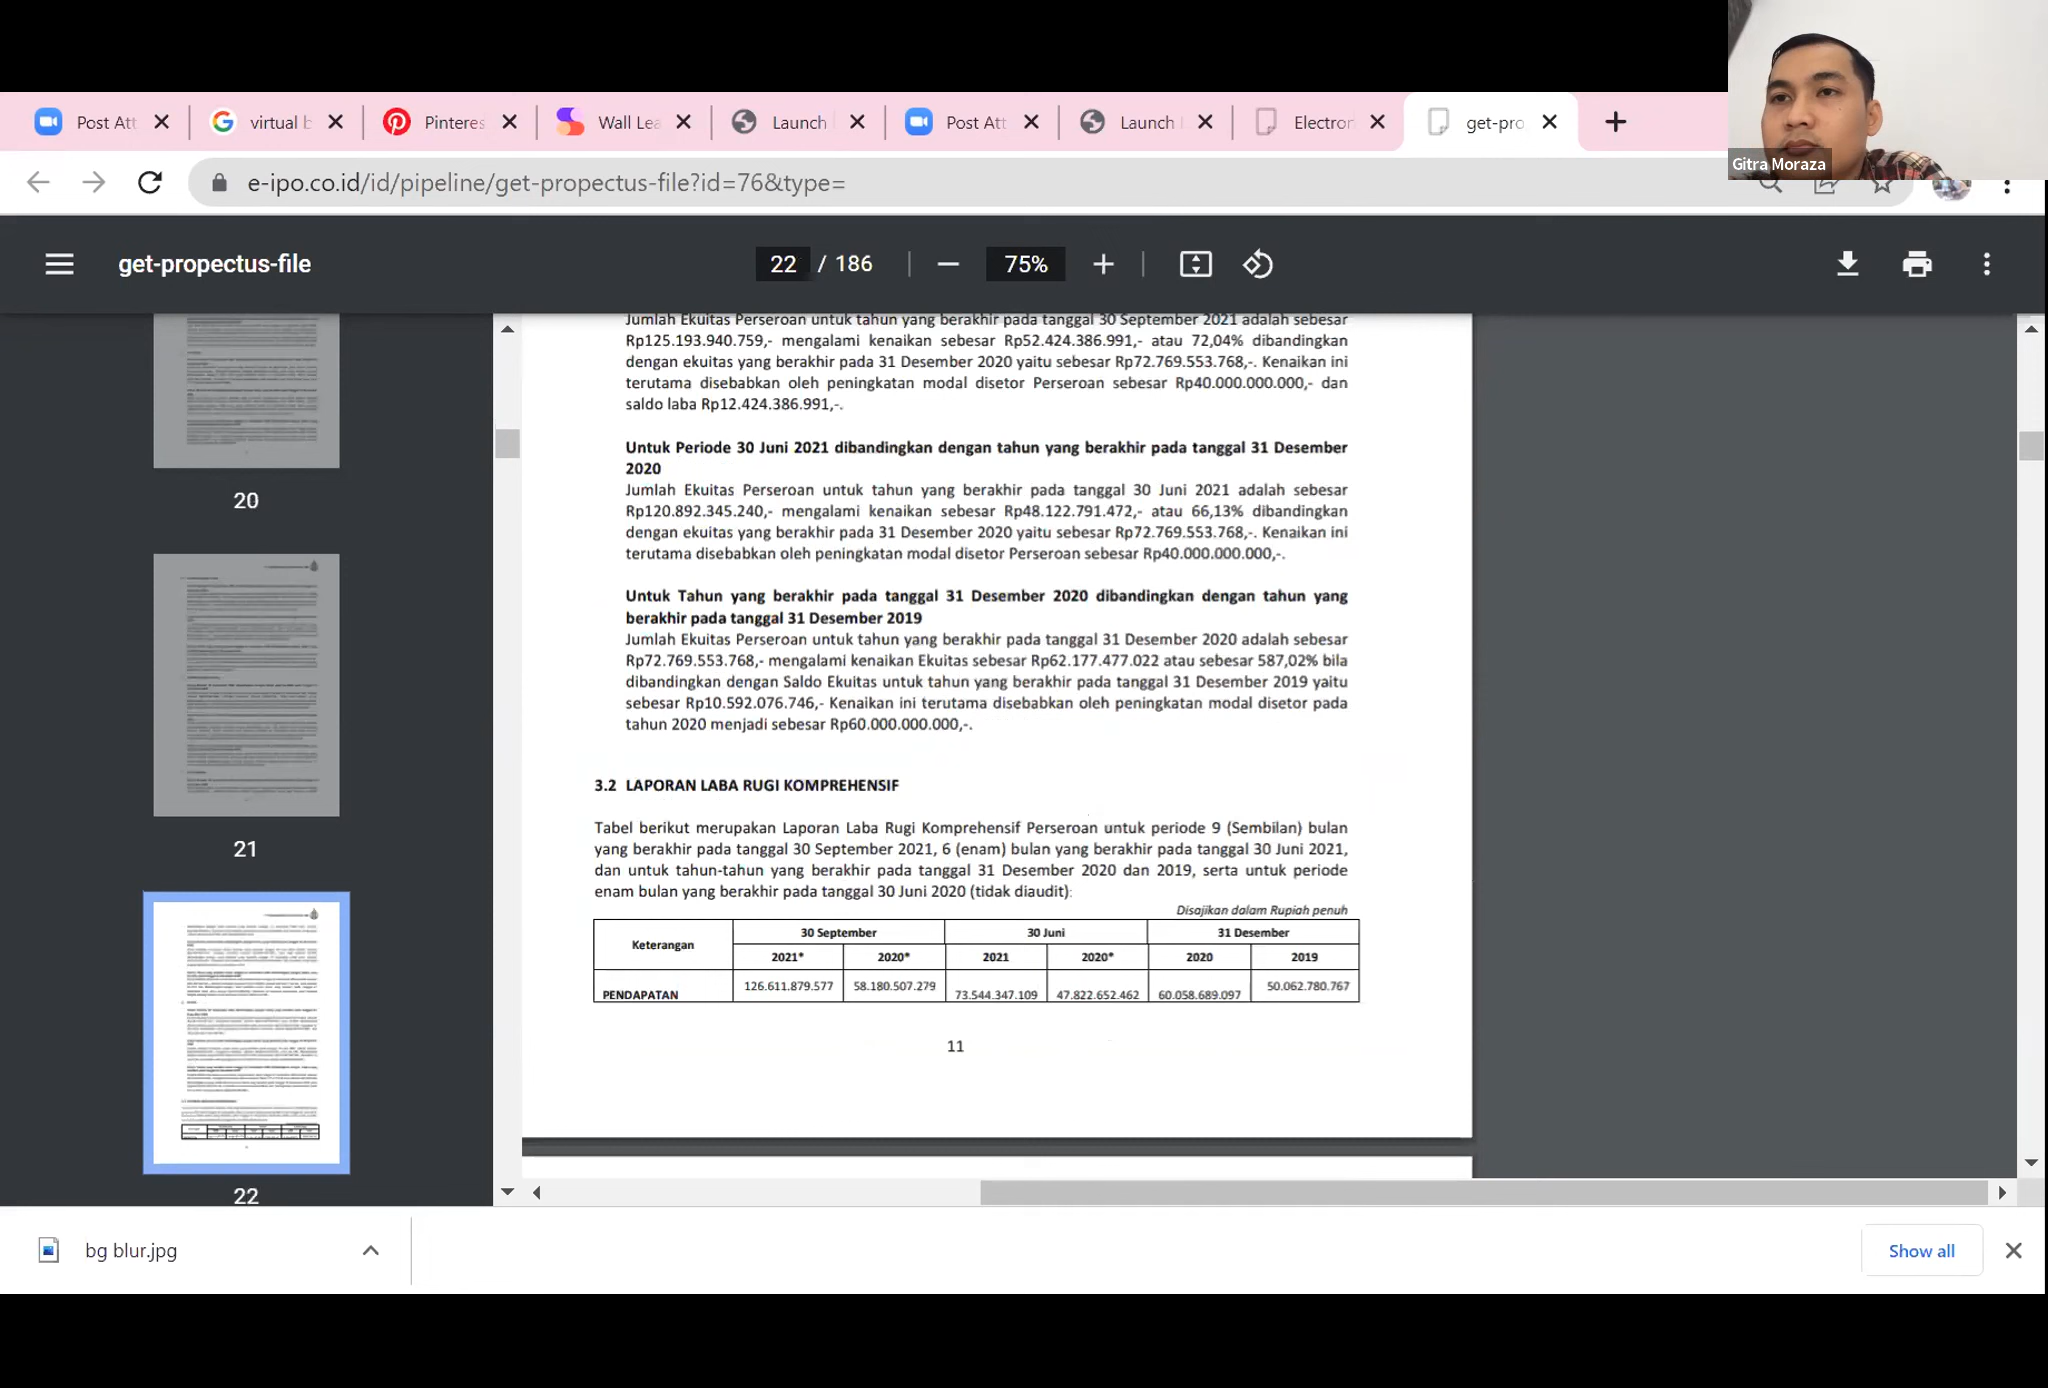 Post Att
virtual b
Pinteres
Wall Lea
Launch
Post Att
Launch
Electron
get-pro
Gitra Moraza
e-ipo.co.id/id/pipeline/get-propectus-file?id=76&type=
get-propectus-file
22 / 186
75%
20
21
22
Jumlah Ekuitas Perseroan untuk tahun yang berakhir pada tanggal 30 September 2021 adalah sebesar
Rp125.193.940.759,- mengalami kenaikan sebesar Rp52.424.386.991,- atau 72,04% dibandingkan
dengan ekuitas yang berakhir pada 31 Desember 2020 yaitu sebesar Rp72.769.553.768,-. Kenaikan ini
terutama disebabkan oleh peningkatan modal disetor Perseroan sebesar Rp40.000.000.000,- dan
saldo laba Rp12.424.386.991,-.
Untuk Periode 30 Juni 2021 dibandingkan dengan tahun yang berakhir pada tanggal 31 Desember
2020
Jumlah Ekuitas Perseroan untuk tahun yang berakhir pada tanggal 30 Juni 2021 adalah sebesar
Rp120.892.345.240,- mengalami kenaikan sebesar Rp48.122.791.472,- atau 66,13% dibandingkan
dengan ekuitas yang berakhir pada 31 Desember 2020 yaitu sebesar Rp72.769.553.768,-. Kenaikan ini
terutama disebabkan oleh peningkatan modal disetor Perseroan sebesar Rp40.000.000.000,-.
Untuk Tahun yang berakhir pada tanggal 31 Desember 2020 dibandingkan dengan tahun yang
berakhir pada tanggal 31 Desember 2019
Jumlah Ekuitas Perseroan untuk tahun yang berakhir pada tanggal 31 Desember 2020 adalah sebesar
Rp72.769.553.768,- mengalami kenaikan Ekuitas sebesar Rp62.177.477.022 atau sebesar 587,02% bila
dibandingkan dengan Saldo Ekuitas untuk tahun yang berakhir pada tanggal 31 Desember 2019 yaitu
sebesar Rp10.592.076.746,- Kenaikan ini terutama disebabkan oleh peningkatan modal disetor pada
tahun 2020 menjadi sebesar Rp60.000.000.000,-.
3.2 LAPORAN LABA RUGI KOMPREHENSIF
Tabel berikut merupakan Laporan Laba Rugi Komprehensif Perseroan untuk periode 9 (Sembilan) bulan
yang berakhir pada tanggal 30 September 2021, 6 (enam) bulan yang berakhir pada tanggal 30 Juni 2021,
dan untuk tahun-tahun yang berakhir pada tanggal 31 Desember 2020 dan 2019, serta untuk periode
enam bulan yang berakhir pada tanggal 30 Juni 2020 (tidak diaudit):
Disajikan dalam Rupiah penuh
Keterangan 30 September 30 Juni 31 Desember
2021* 2020* 2021 2020* 2020 2019
PENDAPATAN 126.611.879.577 58.180.507.279 73.544.347.109 47.822.652.462 60.058.689.097 50.062.780.767
11
bg blur.jpg
Show all